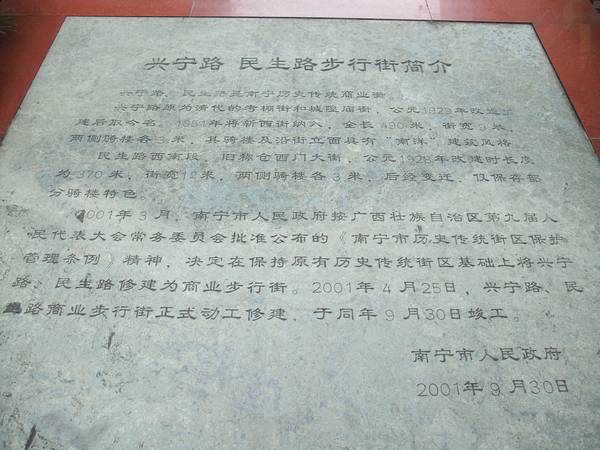 兴宁路 民生路步行街简介
兴宁路、民生路是南宁历史传统商业街。
兴宁路原为清代的考棚街和城隍庙街，公元1929年改造扩
建后取今名。1951年将新西街纳入，全长490米，街宽9米，
两侧骑楼各3米，其骑楼及沿街立面具有“南洋”建筑风格
民生路西南段，旧称仓西门大街，公元1928年改建时长度
为370米，街宽12米，两侧骑楼各3米，后经变迁，仅保存部
分骑楼特色。
2001年3月，南宁市人民政府按广西壮族自治区第九届人
民代表大会常务委员会批准公布的《南宁市历史传统街区保护
管理条例》精神，决定在保持原有历史传统街区基础上将兴宁
路、民生路修建为商业步行街。2001年4月25日，兴宁路、民
生路商业步行街正式动工修建，于同年9月30日竣工。
南宁市人民政府
2001年9月30日